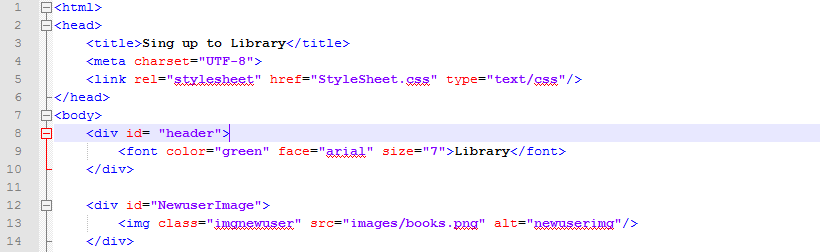 1 <html>
2 <head>
3 <title>Sing up to Library</title>
4 <meta charset="UTF-8">
5 <link rel="stylesheet" href="StyleSheet.css" type="text/css"/>
6 </head>
7 <body>
8 <div id= "header">
9 <font color="green" face="arial" size="7">Library</font>
10 </div>
11
12 <div id="NewuserImage">
13 <img class="imgnewuser" src="images/books.png" alt="newuserimg"/>
14 </div>